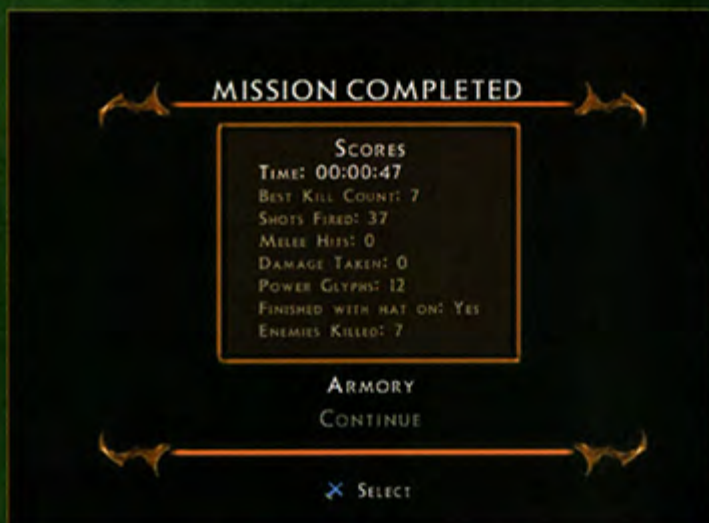 MISSION COMPLETED
SCORES
TIME: 00:00:47
BEST KILL COUNT: 7
SHOTS FIRED: 37
MELEE HITS: 0
DAMAGE TAKEN: 0
POWER GLYPHS: 12
FINISHED WITH HAT ON: YES
ENEMIES KILLED: 7
ARMORY
CONTINUE
SELECT